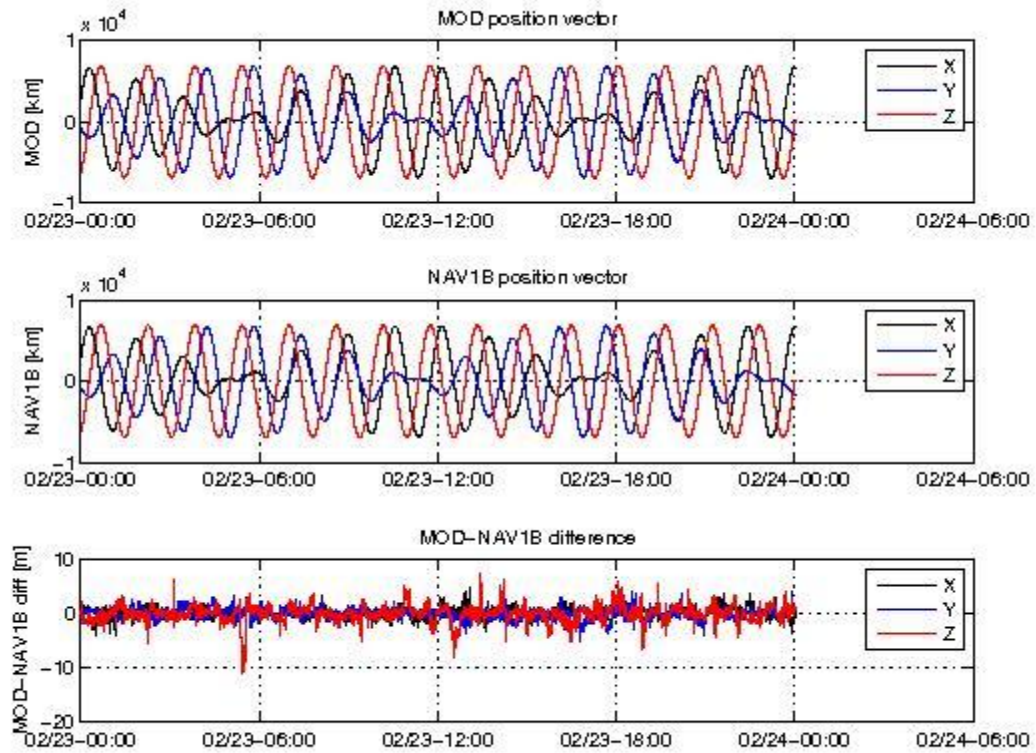 MOD position vector
x 10^4
1
0
-1
MOD [km]
X
Y
Z
02/23-00:00 02/23-06:00 02/23-12:00 02/23-18:00 02/24-00:00 02/24-06:00
NAV1B position vector
x 10^4
1
0
-1
NAV1B [km]
X
Y
Z
02/23-00:00 02/23-06:00 02/23-12:00 02/23-18:00 02/24-00:00 02/24-06:00
MOD-NAV1B difference
10
0
-10
-20
MOD-NAV1B diff [m]
X
Y
Z
02/23-00:00 02/23-06:00 02/23-12:00 02/23-18:00 02/24-00:00 02/24-06:00